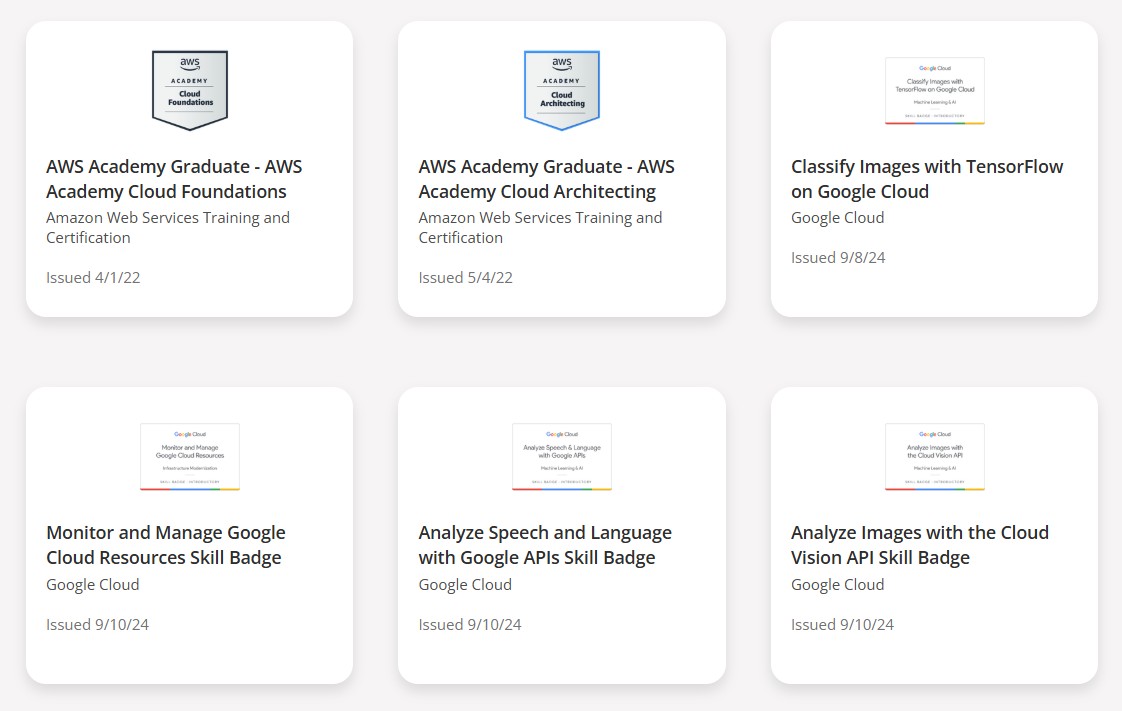 aws
ACADEMY
Cloud
Foundations
AWS Academy Graduate - AWS
Academy Cloud Foundations
Amazon Web Services Training and
Certification
Issued 4/1/22
aws
ACADEMY
Cloud
Architecting
AWS Academy Graduate - AWS
Academy Cloud Architecting
Amazon Web Services Training and
Certification
Issued 5/4/22
Google Cloud
Classify Images with
TensorFlow on Google Cloud
Machine Learning & AI
SKILL BADGE · INTRODUCTORY
Classify Images with TensorFlow
on Google Cloud
Google Cloud
Issued 9/8/24
Google Cloud
Monitor and Manage
Google Cloud Resources
Infrastructure Modernization
SKILL BADGE · INTRODUCTORY
Monitor and Manage Google
Cloud Resources Skill Badge
Google Cloud
Issued 9/10/24
Google Cloud
Analyze Speech & Language
with Google APIs
Machine Learning & AI
SKILL BADGE · INTRODUCTORY
Analyze Speech and Language
with Google APIs Skill Badge
Google Cloud
Issued 9/10/24
Google Cloud
Analyze Images with
the Cloud Vision API
Machine Learning & AI
SKILL BADGE · INTRODUCTORY
Analyze Images with the Cloud
Vision API Skill Badge
Google Cloud
Issued 9/10/24